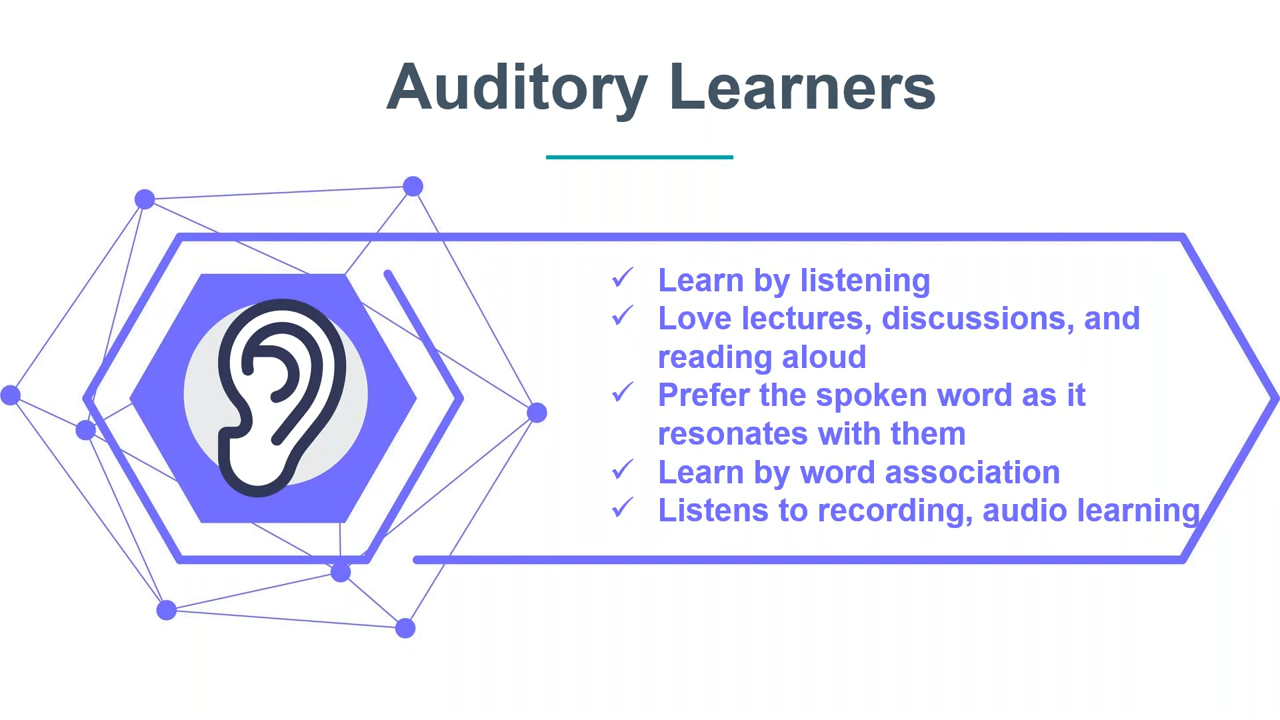 Auditory Learners
✓ Learn by listening
✓ Love lectures, discussions, and
reading aloud
✓ Prefer the spoken word as it
resonates with them
✓ Learn by word association
✓ Listens to recording, audio learning